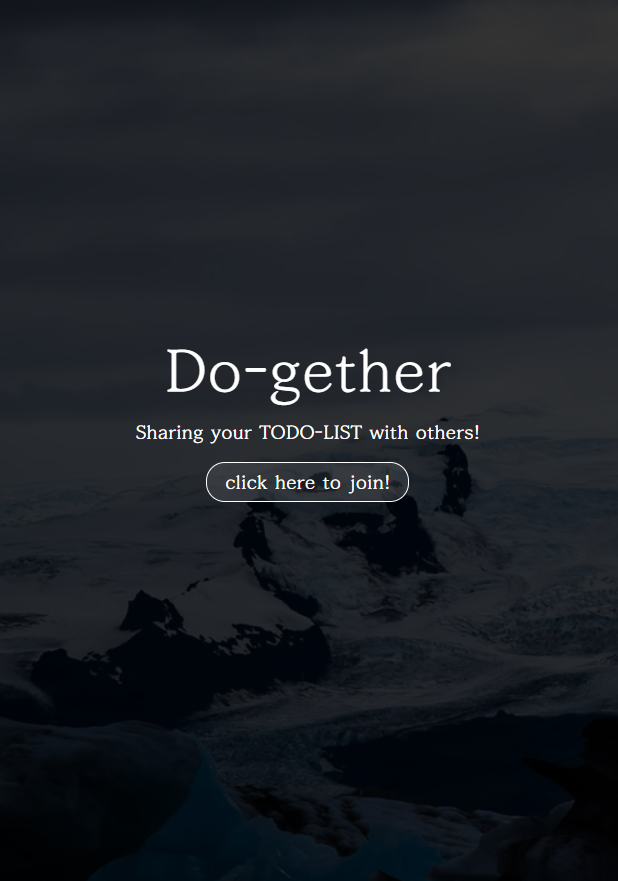 Do-gether
Sharing your TODO-LIST with others!
click here to join!